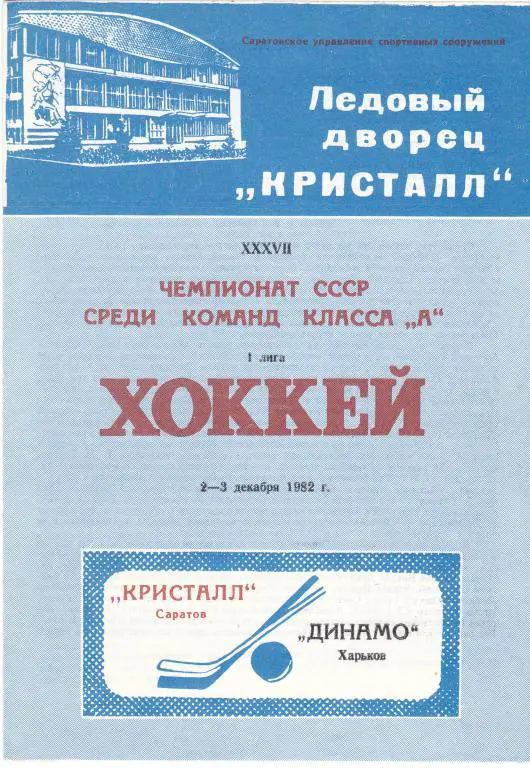 Саратовское управление спортивных сооружений
Ледовый
дворец
„КРИСТАЛЛ“
XXXVII
ЧЕМПИОНАТ СССР
СРЕДИ КОМАНД КЛАССА „А“
1 лига
ХОККЕЙ
2—3 декабря 1982 г.
„КРИСТАЛЛ“
Саратов
„ДИНАМО“
Харьков